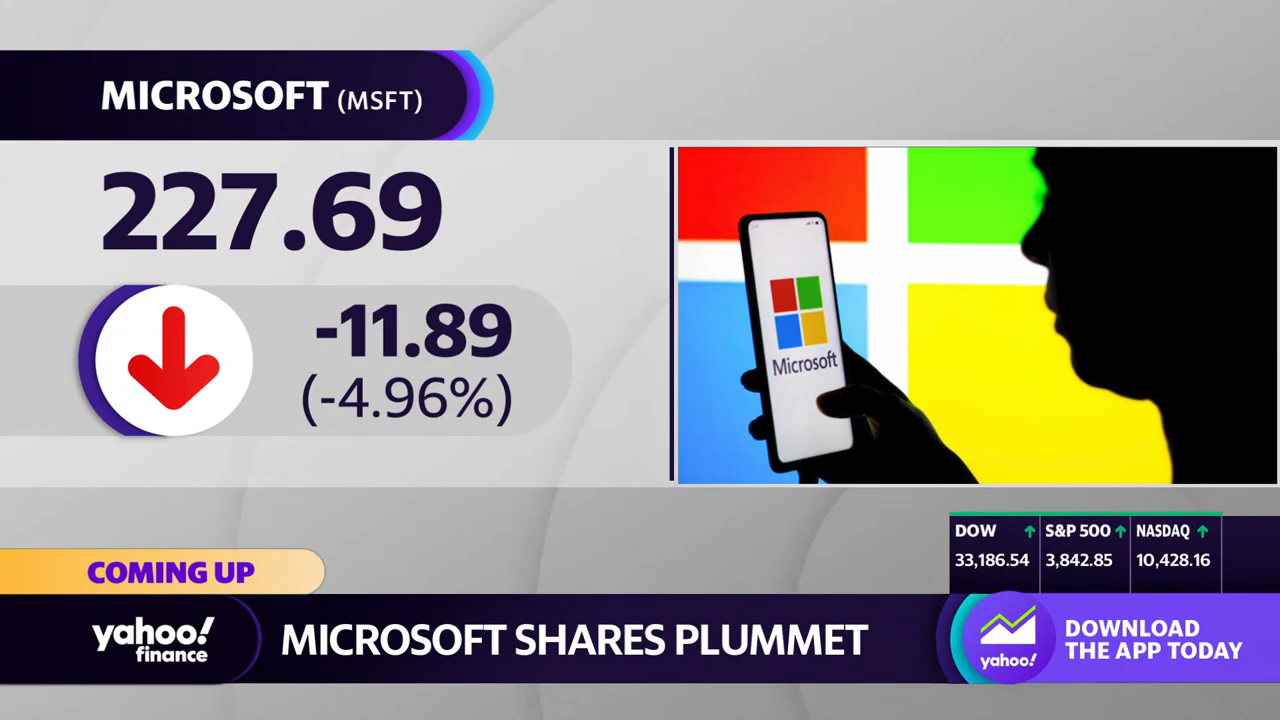 MICROSOFT (MSFT)
227.69
-11.89
(-4.96%)
Microsoft
DOW
33,186.54
S&P 500
3,842.85
NASDAQ
10,428.16
COMING UP
yahoo!
finance
MICROSOFT SHARES PLUMMET
yahoo!
DOWNLOAD
THE APP TODAY